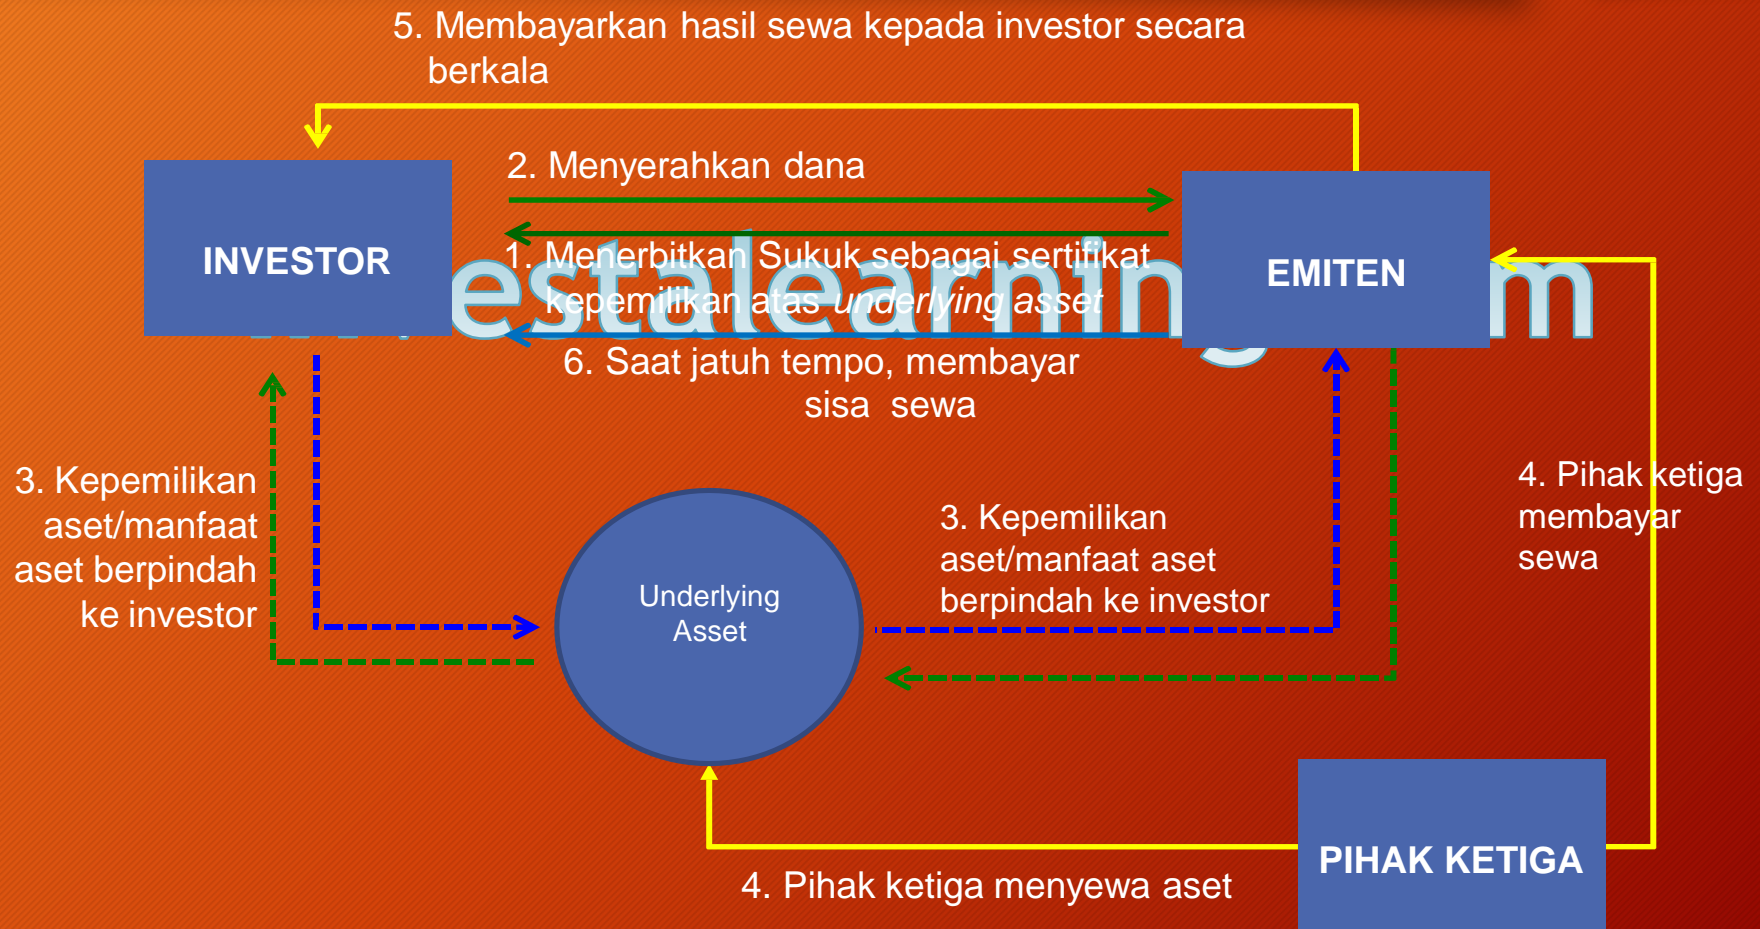 5. Membayarkan hasil sewa kepada investor secara
berkala
2. Menyerahkan dana
INVESTOR
1. Menerbitkan Sukuk sebagai sertifikat
kepemilikan atas underlying asset
EMITEN
6. Saat jatuh tempo, membayar
sisa sewa
3. Kepemilikan
aset/manfaat
aset berpindah
ke investor
Underlying
Asset
3. Kepemilikan
aset/manfaat aset
berpindah ke investor
4. Pihak ketiga
membayar
sewa
PIHAK KETIGA
4. Pihak ketiga menyewa aset